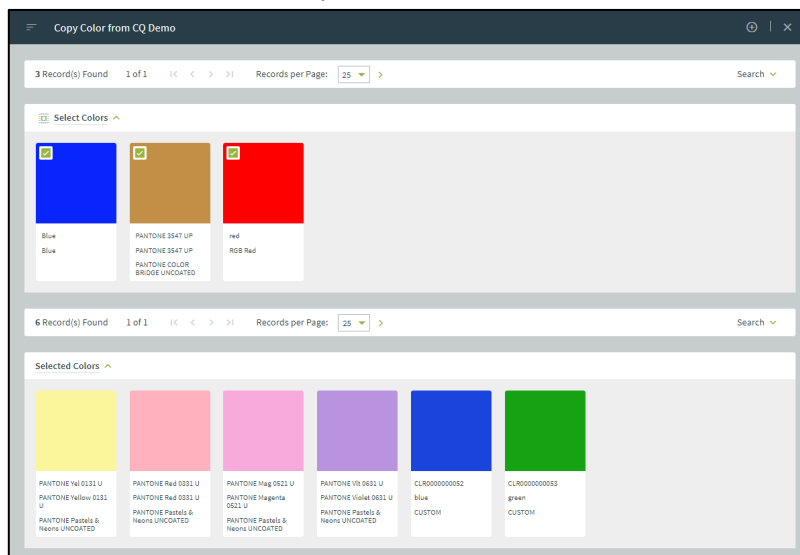 Copy Color from CQ Demo
3 Record(s) Found 1 of 1 Records per Page: 25 Search
Select Colors
Blue
Blue
PANTONE 3547 UP
PANTONE 3547 UP
PANTONE COLOR
BRIDGE UNCOATED
red
RGB Red
6 Record(s) Found 1 of 1 Records per Page: 25 Search
Selected Colors
PANTONE Yel 0131 U
PANTONE Yellow 0131
U
PANTONE Pastels &
Neons UNCOATED
PANTONE Red 0331 U
PANTONE Red 0331 U
PANTONE Pastels &
Neons UNCOATED
PANTONE Mag 0521 U
PANTONE Magenta
0521 U
PANTONE Pastels &
Neons UNCOATED
PANTONE Vlt 0631 U
PANTONE Violet 0631 U
PANTONE Pastels &
Neons UNCOATED
CLR0000000052
blue
CUSTOM
CLR0000000053
green
CUSTOM